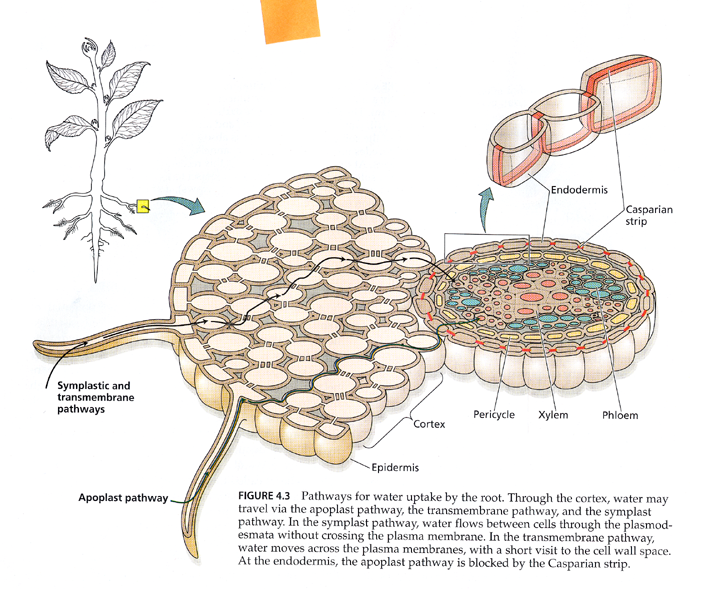 Endodermis
Casparian
strip
Symplastic and
transmembrane
pathways
Pericycle
Xylem
Phloem
Cortex
Epidermis
Apoplast pathway
FIGURE 4.3 Pathways for water uptake by the root. Through the cortex, water may
travel via the apoplast pathway, the transmembrane pathway, and the symplast
pathway. In the symplast pathway, water flows between cells through the plasmod-
esmata without crossing the plasma membrane. In the transmembrane pathway,
water moves across the plasma membranes, with a short visit to the cell wall space.
At the endodermis, the apoplast pathway is blocked by the Casparian strip.